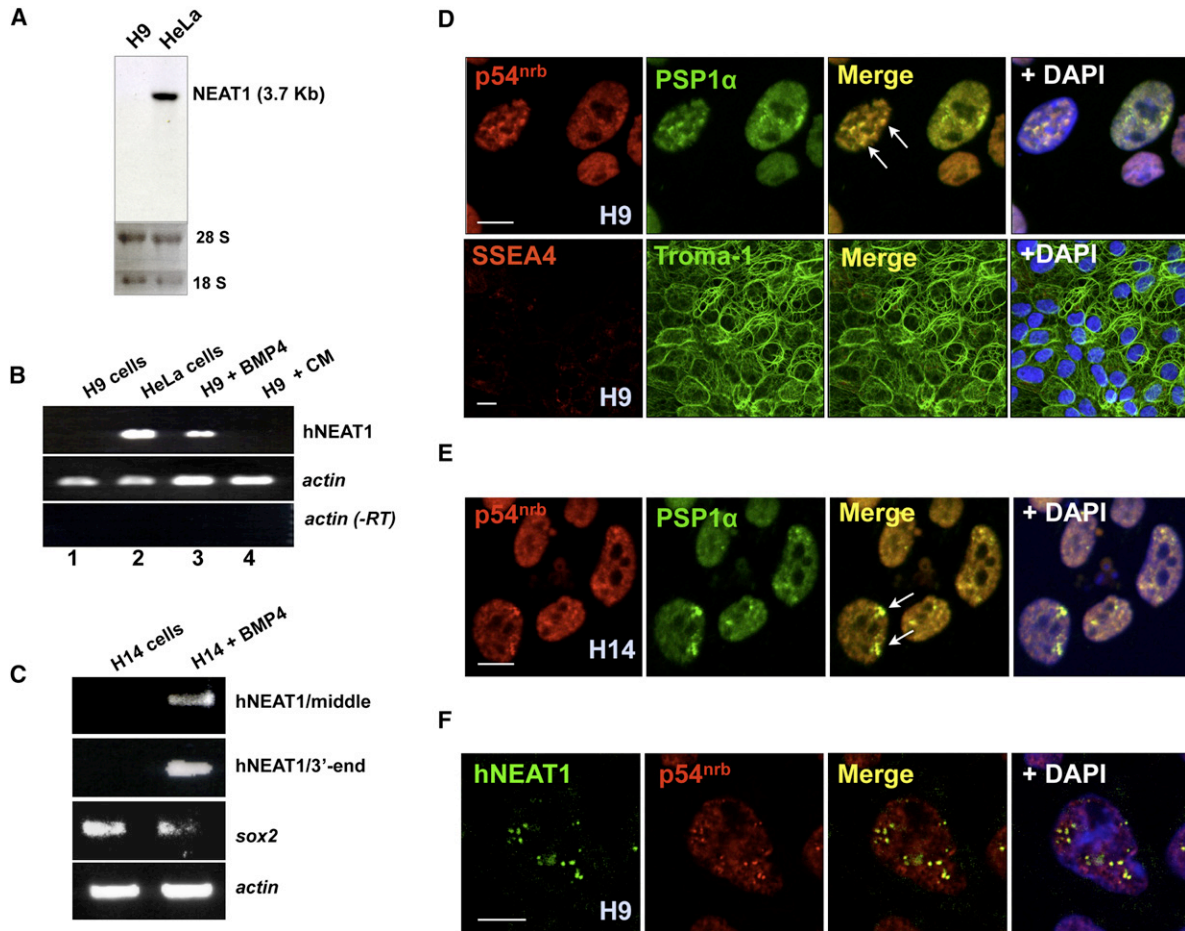 A
H9 HeLa
NEAT1 (3.7 Kb)
28 S
18 S
B
H9 cells HeLa cells H9 + BMP4 H9 + CM
hNEAT1
actin
actin (-RT)
1 2 3 4
C
H14 cells H14 + BMP4
hNEAT1/middle
hNEAT1/3'-end
sox2
actin
D
p54nrb PSP1α Merge + DAPI
H9
SSEA4 Troma-1 Merge +DAPI
H9
E
p54nrb PSP1α Merge + DAPI
H14
F
hNEAT1 p54nrb Merge + DAPI
H9